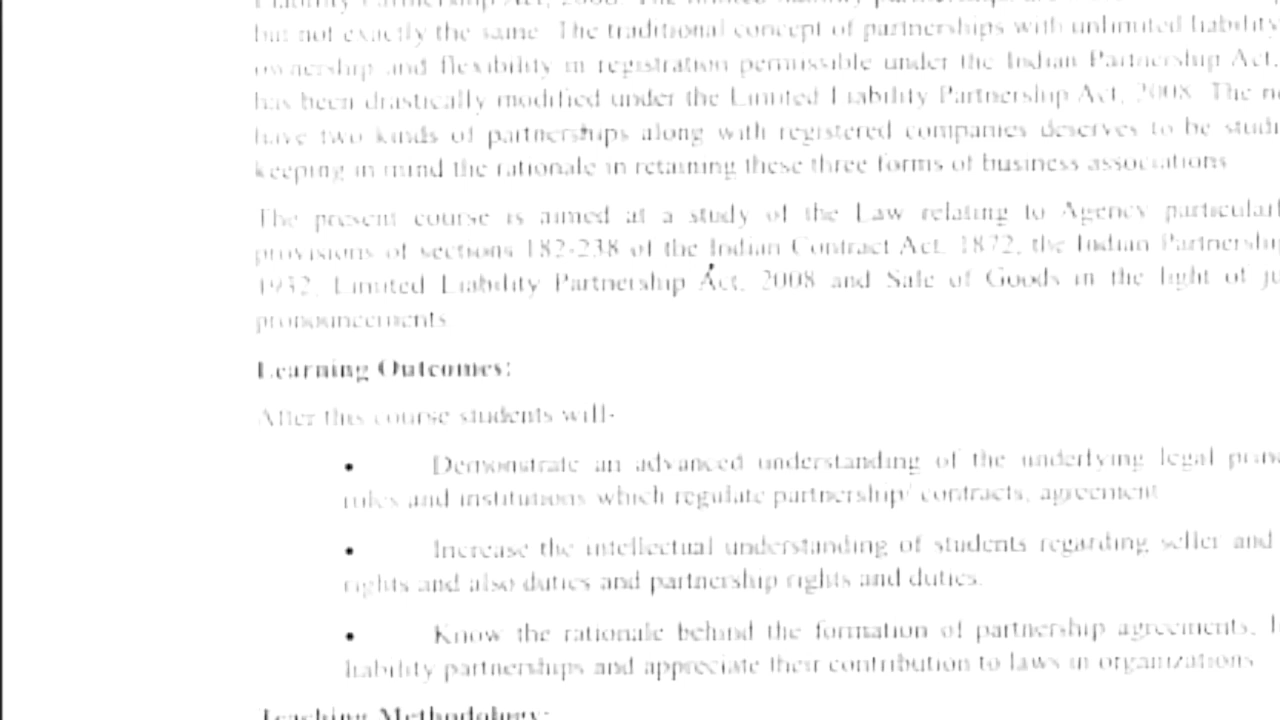 but not exactly the same. The traditional concept of partnerships with unlimited liability
ownership and flexibility in registration permissible under the Indian Partnership Act,
has been drastically modified under the Limited Liability Partnership Act, 2008. The
have two kinds of partnerships along with registered companies deserves to be
keeping in mind the rationale in retaining these three forms of business associations
The present course is aimed at a study of the Law relating to Agency
provisions of sections 182-238 of the Indian Contract Act, 1872, the Indian
1932, Limited Liability Partnership Act, 2008 and Sale of Goods in the light of
pronouncements
Learning Outcomes:
After this course students will-
• Demonstrate an advanced understanding of the underlying legal
rules and institutions which regulate partnership/ contracts, agreement
• Increase the intellectual understanding of students regarding seller and
rights and also duties and partnership rights and duties.
• Know the rationale behind the formation of partnership agreements,
liability partnerships and appreciate their contribution to laws in organizations
Teaching Methodology: